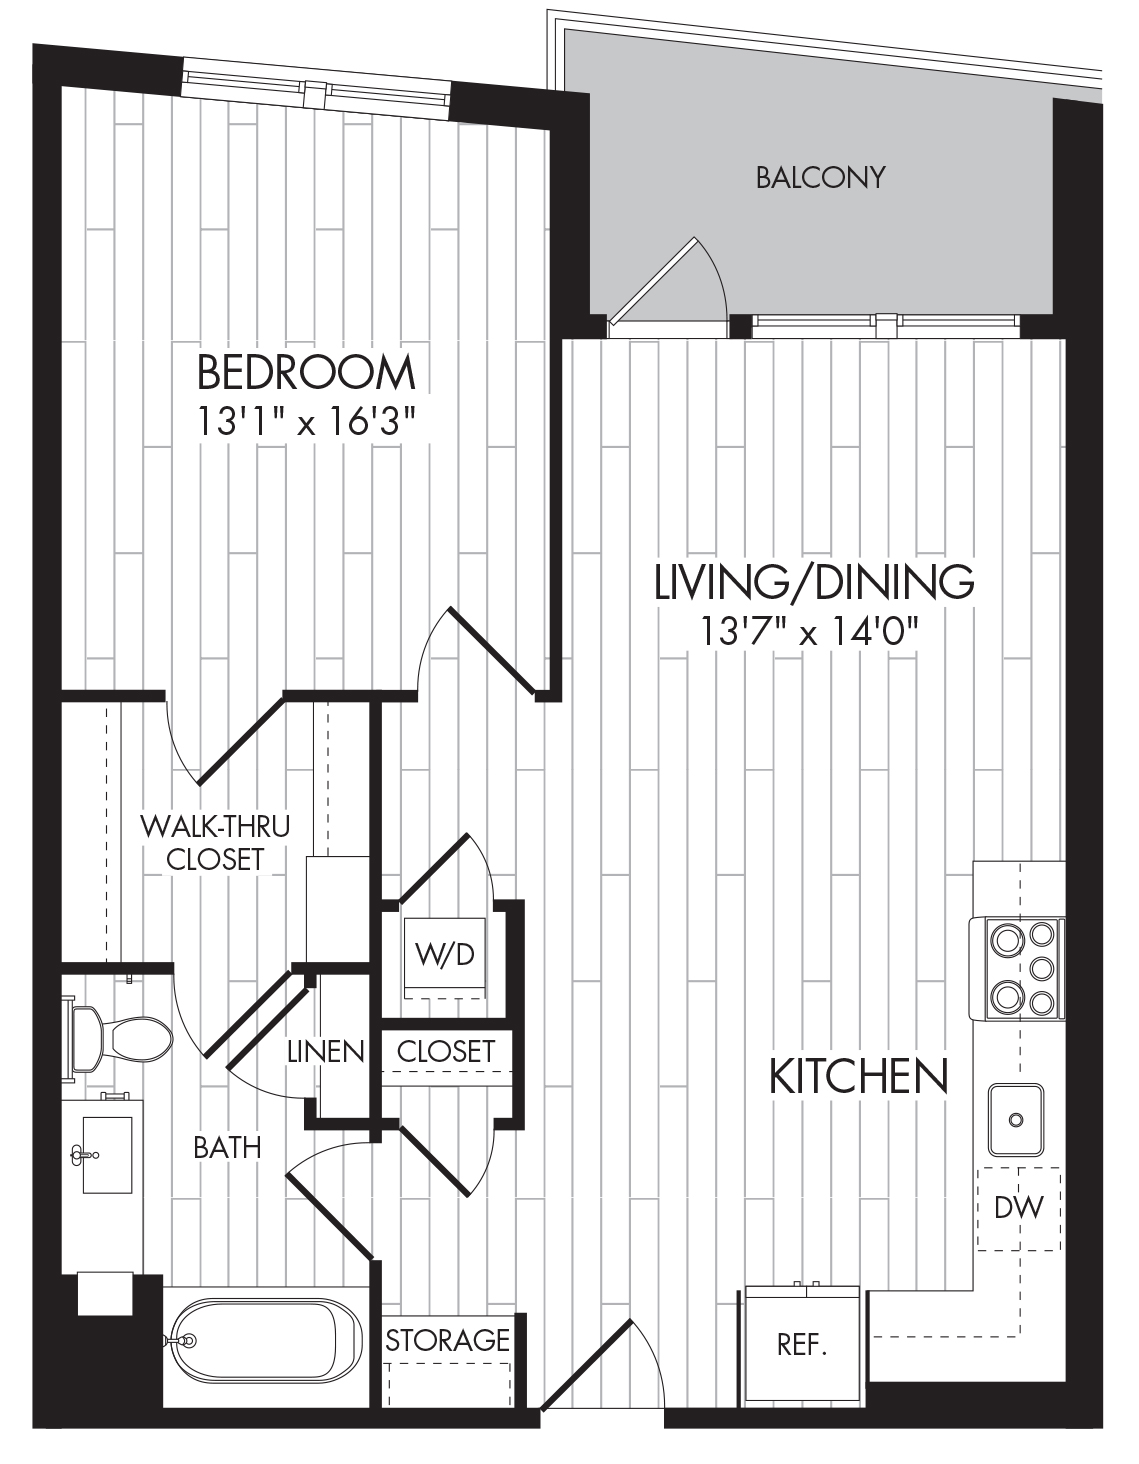 BALCONY
BEDROOM
13'1" x 16'3"
LIVING/DINING
13'7" x 14'0"
WALK-THRU
CLOSET
W/D
LINEN
CLOSET
KITCHEN
BATH
DW
STORAGE
REF.